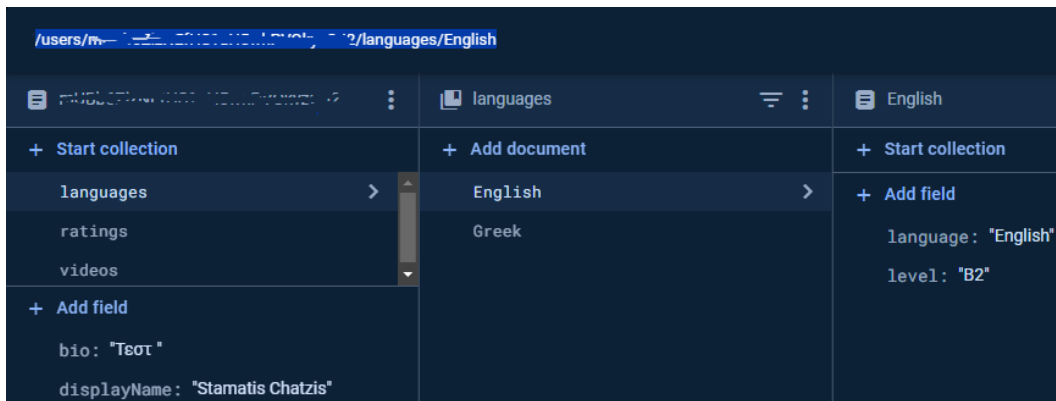 /users/ 2/languages/English
languages
English
+ Start collection
languages
ratings
videos
+ Add field
bio: "Τεστ "
displayName: "Stamatis Chatzis"
+ Add document
English
Greek
+ Start collection
+ Add field
language: "English"
level: "B2"